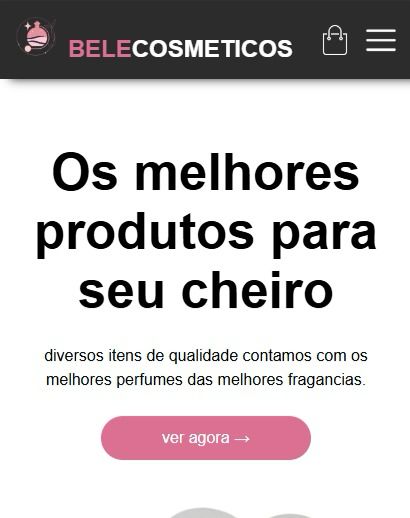 BELECOSMETICOS
Os melhores
produtos para
seu cheiro
diversos itens de qualidade contamos com os
melhores perfumes das melhores fragancias.
ver agora →